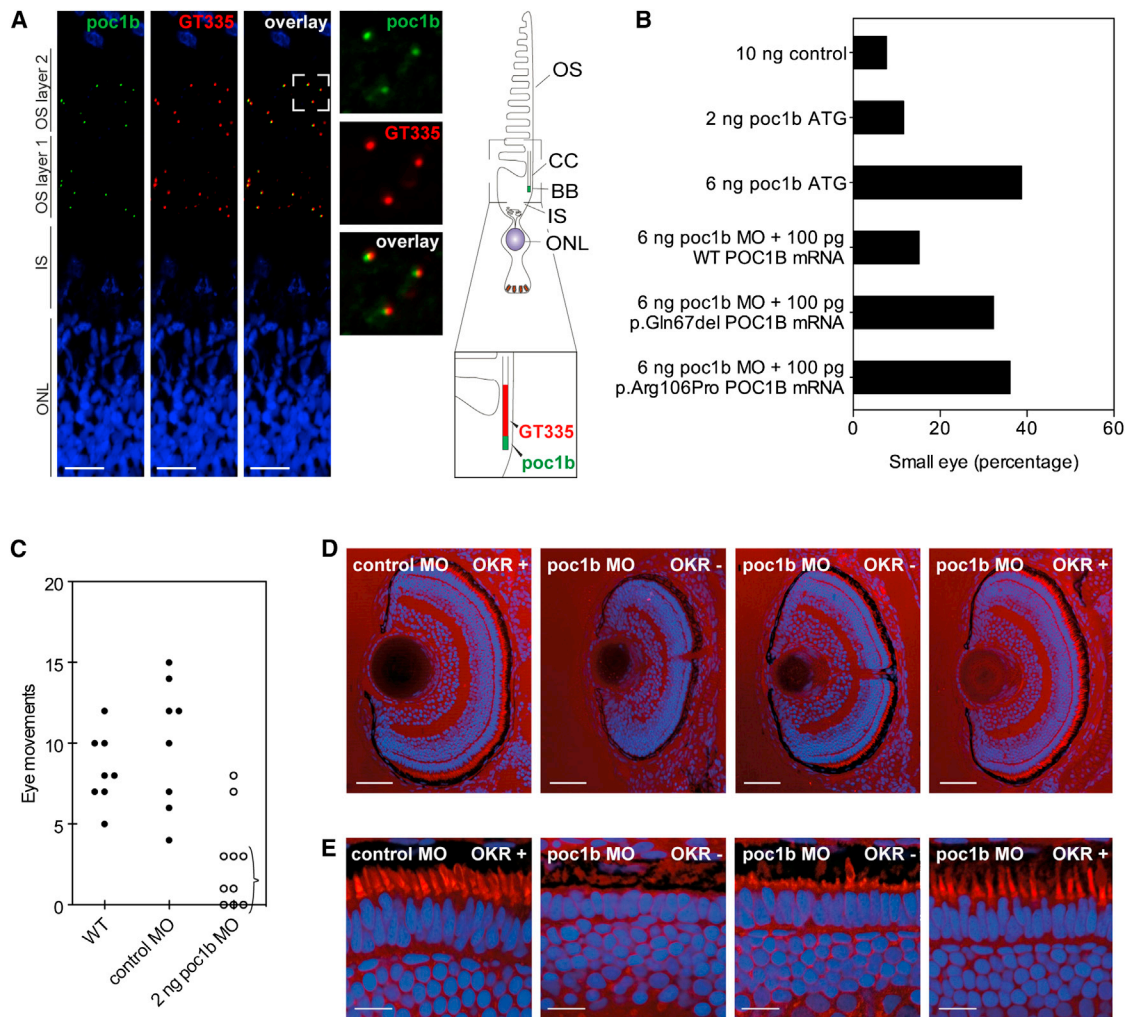 A
poc1b
GT335
overlay
OS layer 2
OS layer 1
IS
ONL
poc1b
GT335
overlay
OS
CC
BB
IS
ONL
GT335
poc1b
B
10 ng control
2 ng poc1b ATG
6 ng poc1b ATG
6 ng poc1b MO + 100 pg
WT POC1B mRNA
6 ng poc1b MO + 100 pg
p.Gln67del POC1B mRNA
6 ng poc1b MO + 100 pg
p.Arg106Pro POC1B mRNA
0 20 40 60
Small eye (percentage)
C
Eye movements
20
15
10
5
0
WT
control MO
2 ng poc1b MO
D
control MO OKR +
poc1b MO OKR -
poc1b MO OKR -
poc1b MO OKR +
E
control MO OKR +
poc1b MO OKR -
poc1b MO OKR -
poc1b MO OKR +